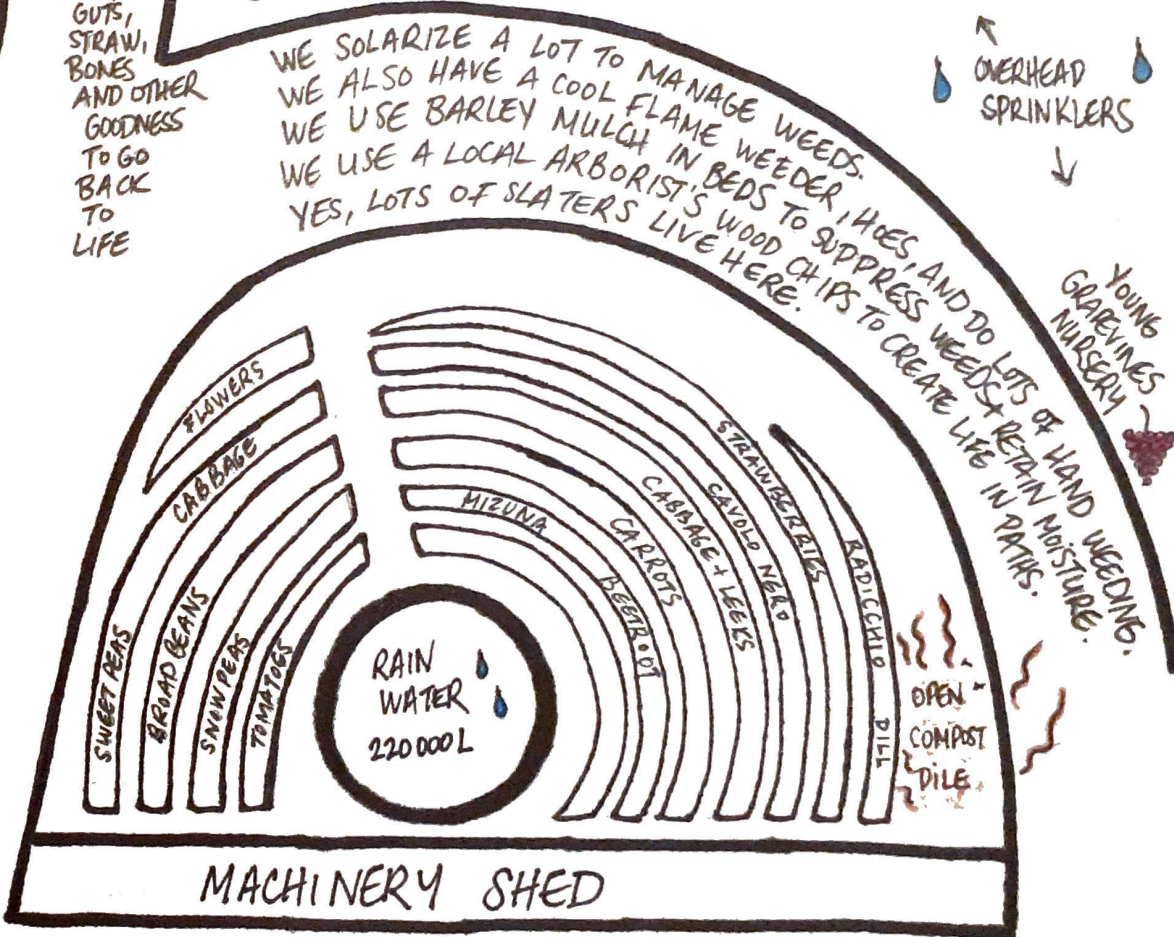 GUTS,
STRAW,
BONES
AND OTHER
GOODNESS
TO GO
BACK
TO
LIFE
WE SOLARIZE A LOT TO MANAGE WEEDS.
WE ALSO HAVE A COOL FLAME WEEDER, HOES, AND DO LOTS OF HAND WEEDING.
WE USE BARLEY MULCH IN BEDS TO SUPPRESS WEEDS + RETAIN MOISTURE.
WE USE A LOCAL ARBORIST'S WOOD CHIPS TO CREATE LIFE IN PATHS.
YES, LOTS OF SLATERS LIVE HERE.
OVERHEAD
SPRINKLERS
YOUNG
GRAPEVINES
NURSERY
FLOWERS
CABBAGE
SWEET PEAS
BROAD BEANS
SNOWPEAS
TOMATOES
MIZUNA
BEETROOT
CARROTS
CABBAGE + LEEKS
CAVOLO NERO
STRAWBERRIES
RADICCHIO
DILL
RAIN
WATER
220000L
OPEN
COMPOST
PILE
MACHINERY SHED